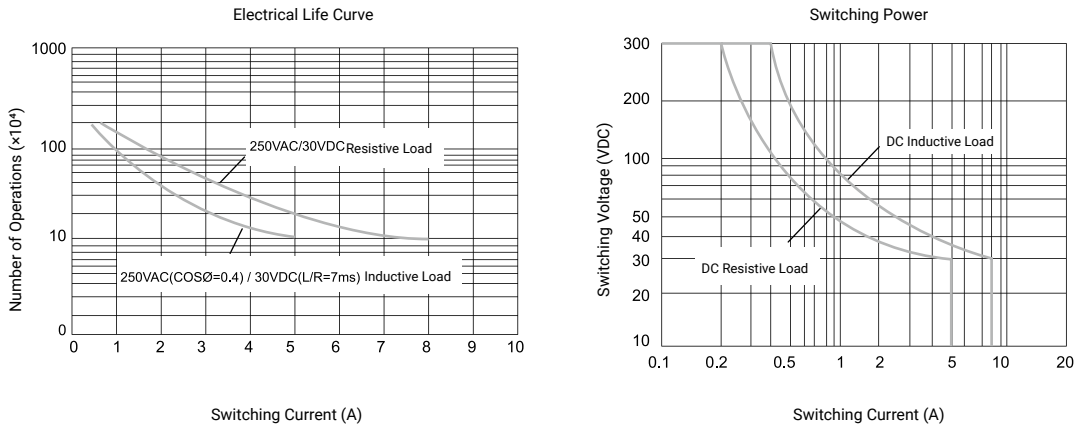 Electrical Life Curve
Number of Operations (×10⁴)
1000
100
10
0
250VAC/30VDC Resistive Load
250VAC(COSØ=0.4) / 30VDC(L/R=7ms) Inductive Load
0 1 2 3 4 5 6 7 8 9 10
Switching Current (A)
Switching Power
Switching Voltage (VDC)
300
200
100
50
40
30
20
10
DC Inductive Load
DC Resistive Load
0.1 0.2 0.5 1 2 5 10 20
Switching Current (A)